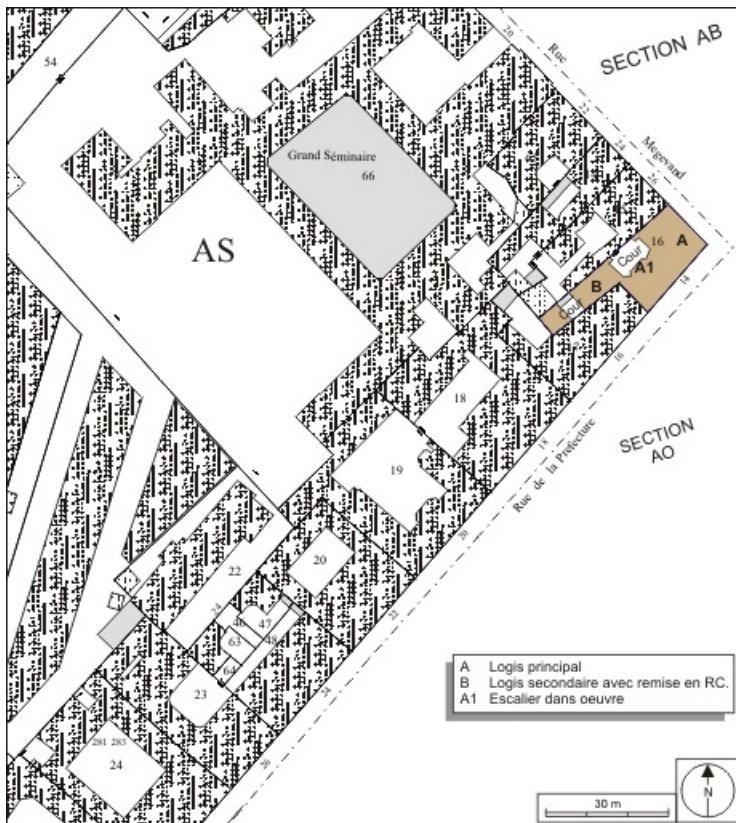 54
20
Rue
SECTION AB
22
24
Megevand
26
Grand Séminaire
66
AS
16
A
Cour
A1
B
Cour
14
16
18
18
SECTION
AO
19
Rue de la Préfecture
20
20
22
22
24
46
47
48
63
64
23
24
26
281 283
24
A Logis principal
B Logis secondaire avec remise en RC.
A1 Escalier dans oeuvre
N
30 m